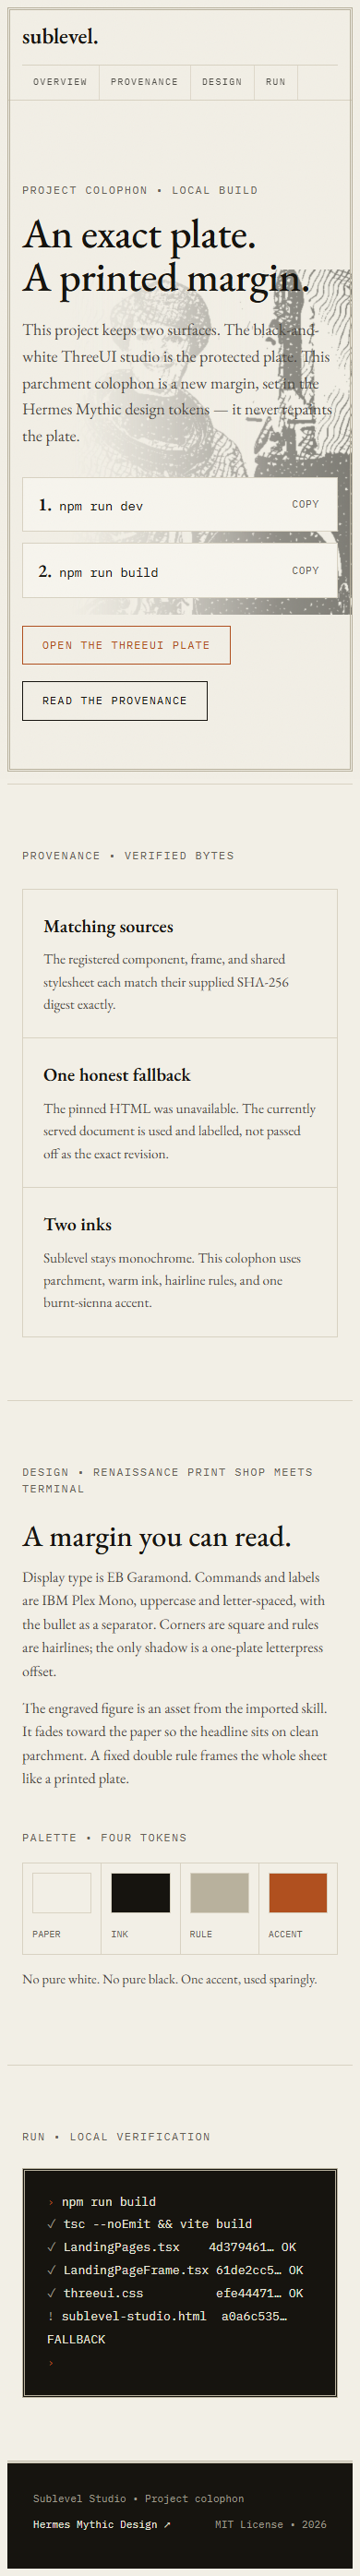 sublevel.
OVERVIEW
PROVENANCE
DESIGN
RUN
PROJECT COLOPHON • LOCAL BUILD
An exact plate.
A printed margin.
This project keeps two surfaces. The black-and-
white ThreeUI studio is the protected plate. This
parchment colophon is a new margin, set in the
Hermes Mythic design tokens — it never repaints
the plate.
1. npm run dev COPY
2. npm run build COPY
OPEN THE THREEUI PLATE
READ THE PROVENANCE
PROVENANCE • VERIFIED BYTES
Matching sources
The registered component, frame, and shared
stylesheet each match their supplied SHA-256
digest exactly.
One honest fallback
The pinned HTML was unavailable. The currently
served document is used and labelled, not passed
off as the exact revision.
Two inks
Sublevel stays monochrome. This colophon uses
parchment, warm ink, hairline rules, and one
burnt-sienna accent.
DESIGN • RENAISSANCE PRINT SHOP MEETS
TERMINAL
A margin you can read.
Display type is EB Garamond. Commands and labels
are IBM Plex Mono, uppercase and letter-spaced, with
the bullet as a separator. Corners are square and rules
are hairlines; the only shadow is a one-plate letterpress
offset.
The engraved figure is an asset from the imported skill.
It fades toward the paper so the headline sits on clean
parchment. A fixed double rule frames the whole sheet
like a printed plate.
PALETTE • FOUR TOKENS
PAPER
INK
RULE
ACCENT
No pure white. No pure black. One accent, used sparingly.
RUN • LOCAL VERIFICATION
› npm run build
✓ tsc --noEmit && vite build
✓ LandingPages.tsx 4d379461… OK
✓ LandingPageFrame.tsx 61de2cc5… OK
✓ threeui.css efe44471… OK
! sublevel-studio.html a0a6c535…
FALLBACK
›
Sublevel Studio • Project colophon
Hermes Mythic Design ↗ MIT License • 2026